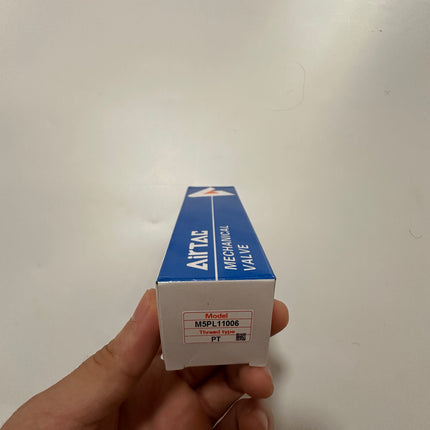 AirTAC
MECHANICAL
VALVE
Model
M5PL11006
Thread type
PT